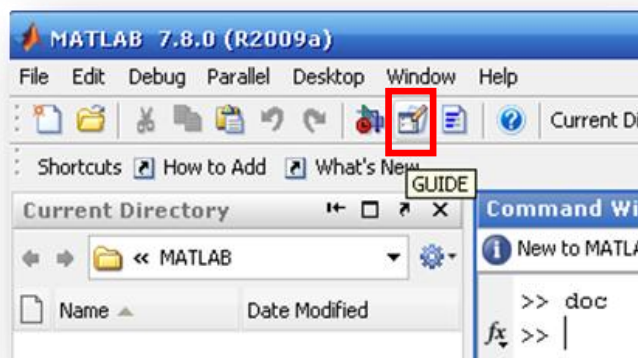 MATLAB 7.8.0 (R2009a)
File Edit Debug Parallel Desktop Window Help
Current Di
Shortcuts How to Add What's New
GUIDE
Current Directory
Command Wi
« MATLAB
New to MATLA
Name Date Modified
>> doc
fx >>